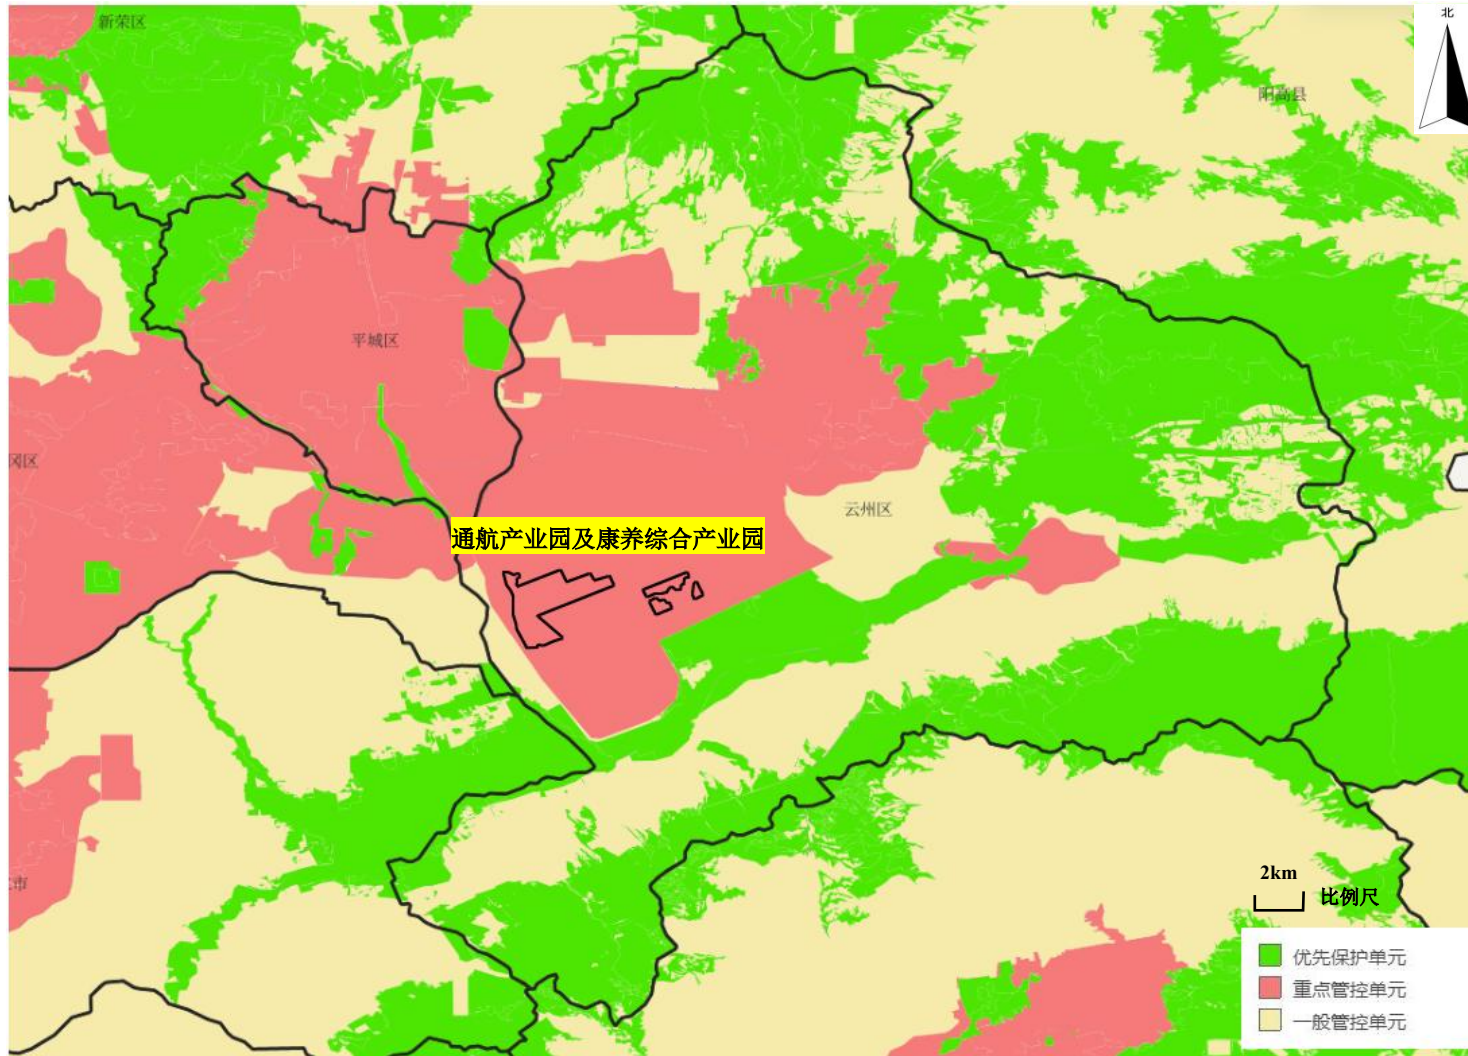 新荣区
北
阳高县
平城区
冈区
云州区
通航产业园及康养综合产业园
市
2km
比例尺
优先保护单元
重点管控单元
一般管控单元